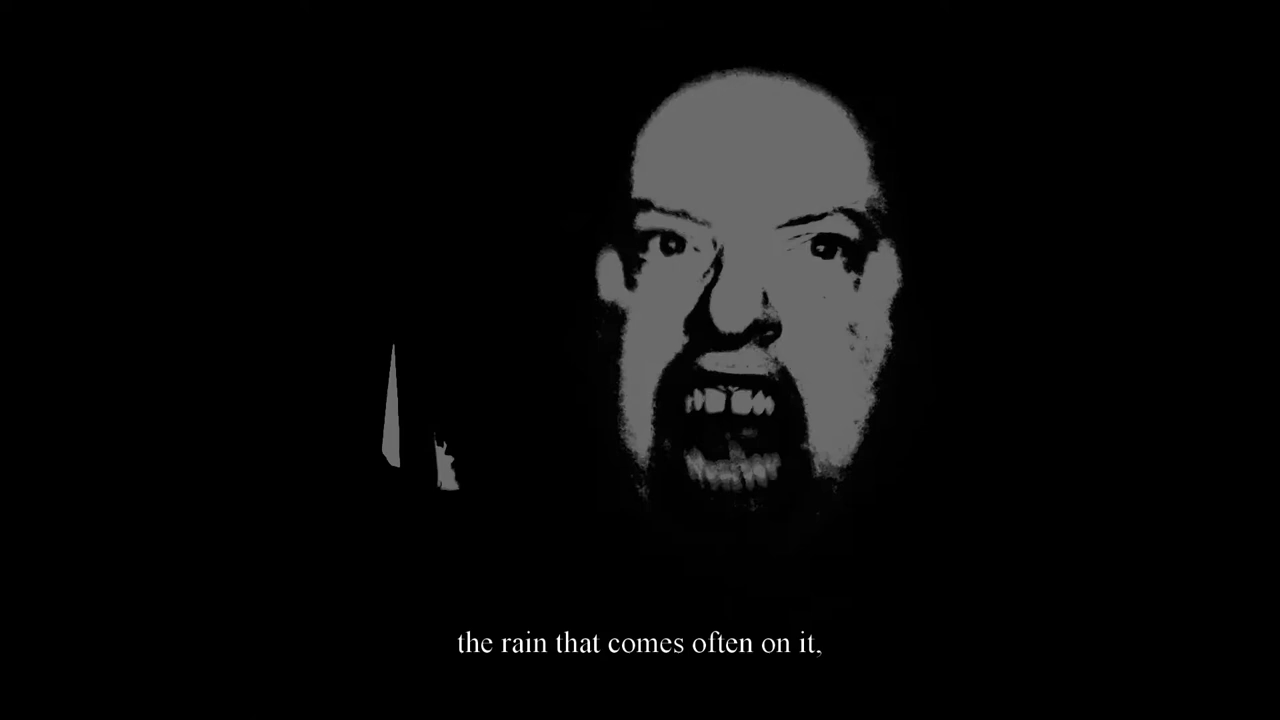 the rain that comes often on it,